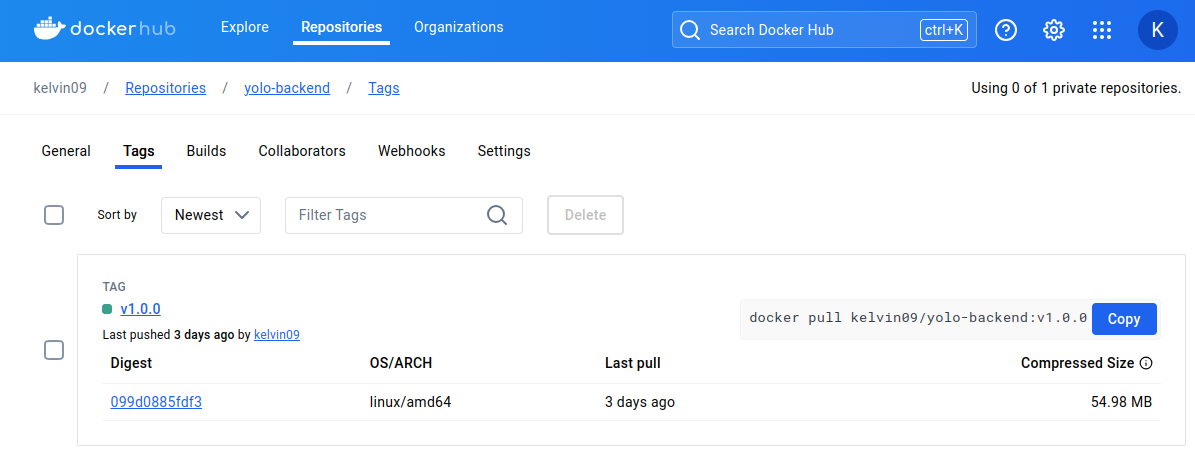 dockerhub Explore Repositories Organizations Search Docker Hub ctrl+K K
kelvin09 / Repositories / yolo-backend / Tags Using 0 of 1 private repositories.
General Tags Builds Collaborators Webhooks Settings
Sort by Newest Filter Tags Delete
TAG
v1.0.0
docker pull kelvin09/yolo-backend:v1.0.0 Copy
Last pushed 3 days ago by kelvin09
Digest OS/ARCH Last pull Compressed Size
099d0885fdf3 linux/amd64 3 days ago 54.98 MB